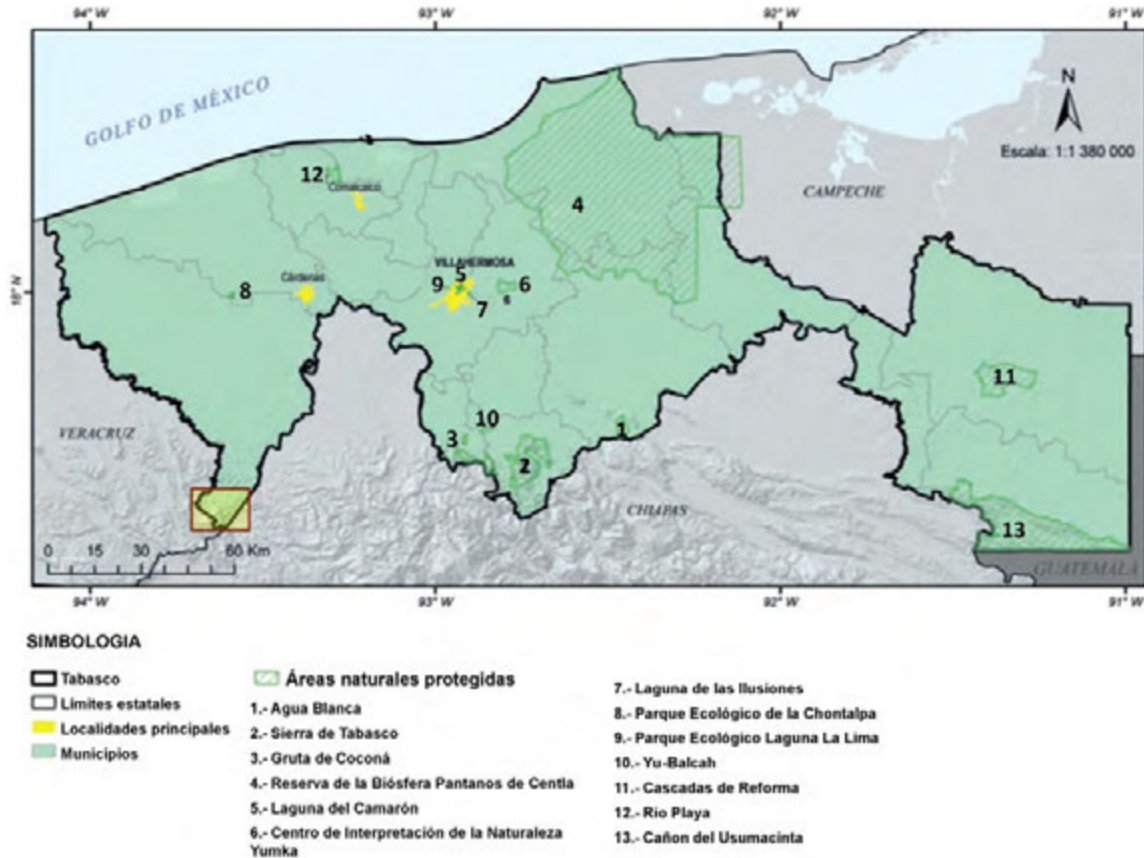 94° W 93° W 92° W 91° W
GOLFO DE MÉXICO
N
Escala: 1:1 380 000
12
Comalcalco
4
CAMPECHE
18° N
8
Cárdenas
VILLAHERMOSA
9
5
7
6
6
11
10
3
2
1
VERACRUZ
CHIAPAS
13
GUATEMALA
0 15 30 60 Km
94° W 93° W 92° W 91° W
SIMBOLOGIA
Tabasco
Límites estatales
Localidades principales
Municipios
Áreas naturales protegidas
1.- Agua Blanca
2.- Sierra de Tabasco
3.- Gruta de Coconá
4.- Reserva de la Biósfera Pantanos de Centla
5.- Laguna del Camarón
6.- Centro de Interpretación de la Naturaleza
Yumka
7.- Laguna de las Ilusiones
8.- Parque Ecológico de la Chontalpa
9.- Parque Ecológico Laguna La Lima
10.- Yu-Balcah
11.- Cascadas de Reforma
12.- Rio Playa
13.- Cañon del Usumacinta